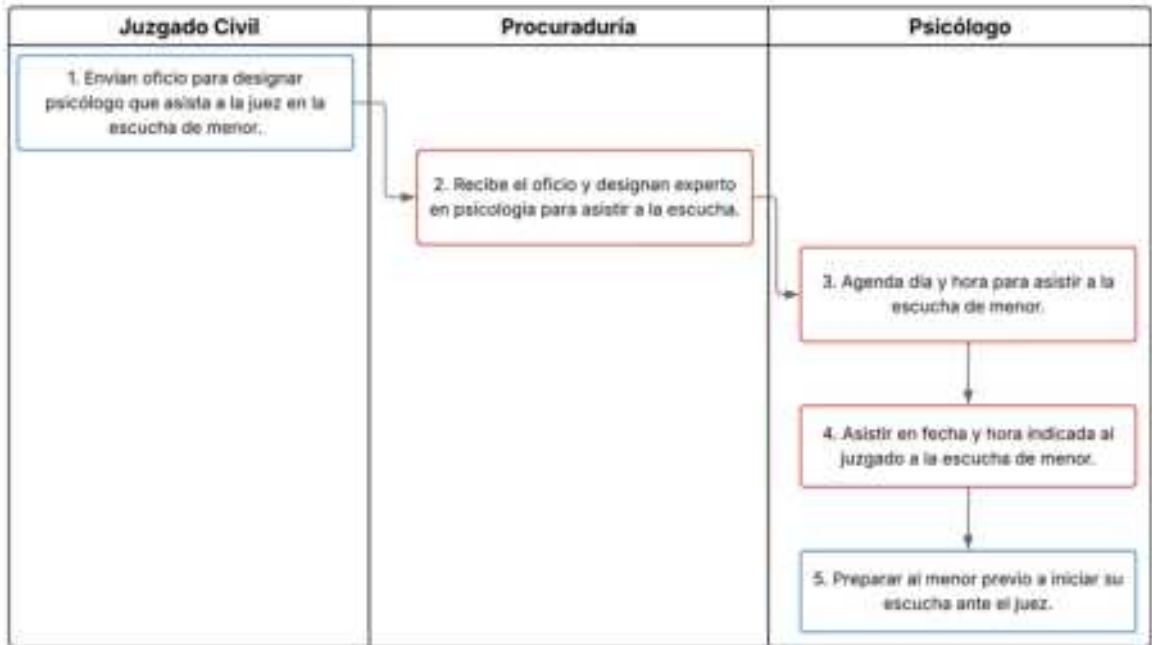 Juzgado Civil
Procuraduría
Psicólogo
1. Envían oficio para designar
psicólogo que asista a la juez en la
escucha de menor.
2. Recibe el oficio y designan experto
en psicología para asistir a la escucha.
3. Agenda día y hora para asistir a la
escucha de menor.
4. Asistir en fecha y hora indicada al
juzgado a la escucha de menor.
5. Preparar al menor previo a iniciar su
escucha ante el juez.